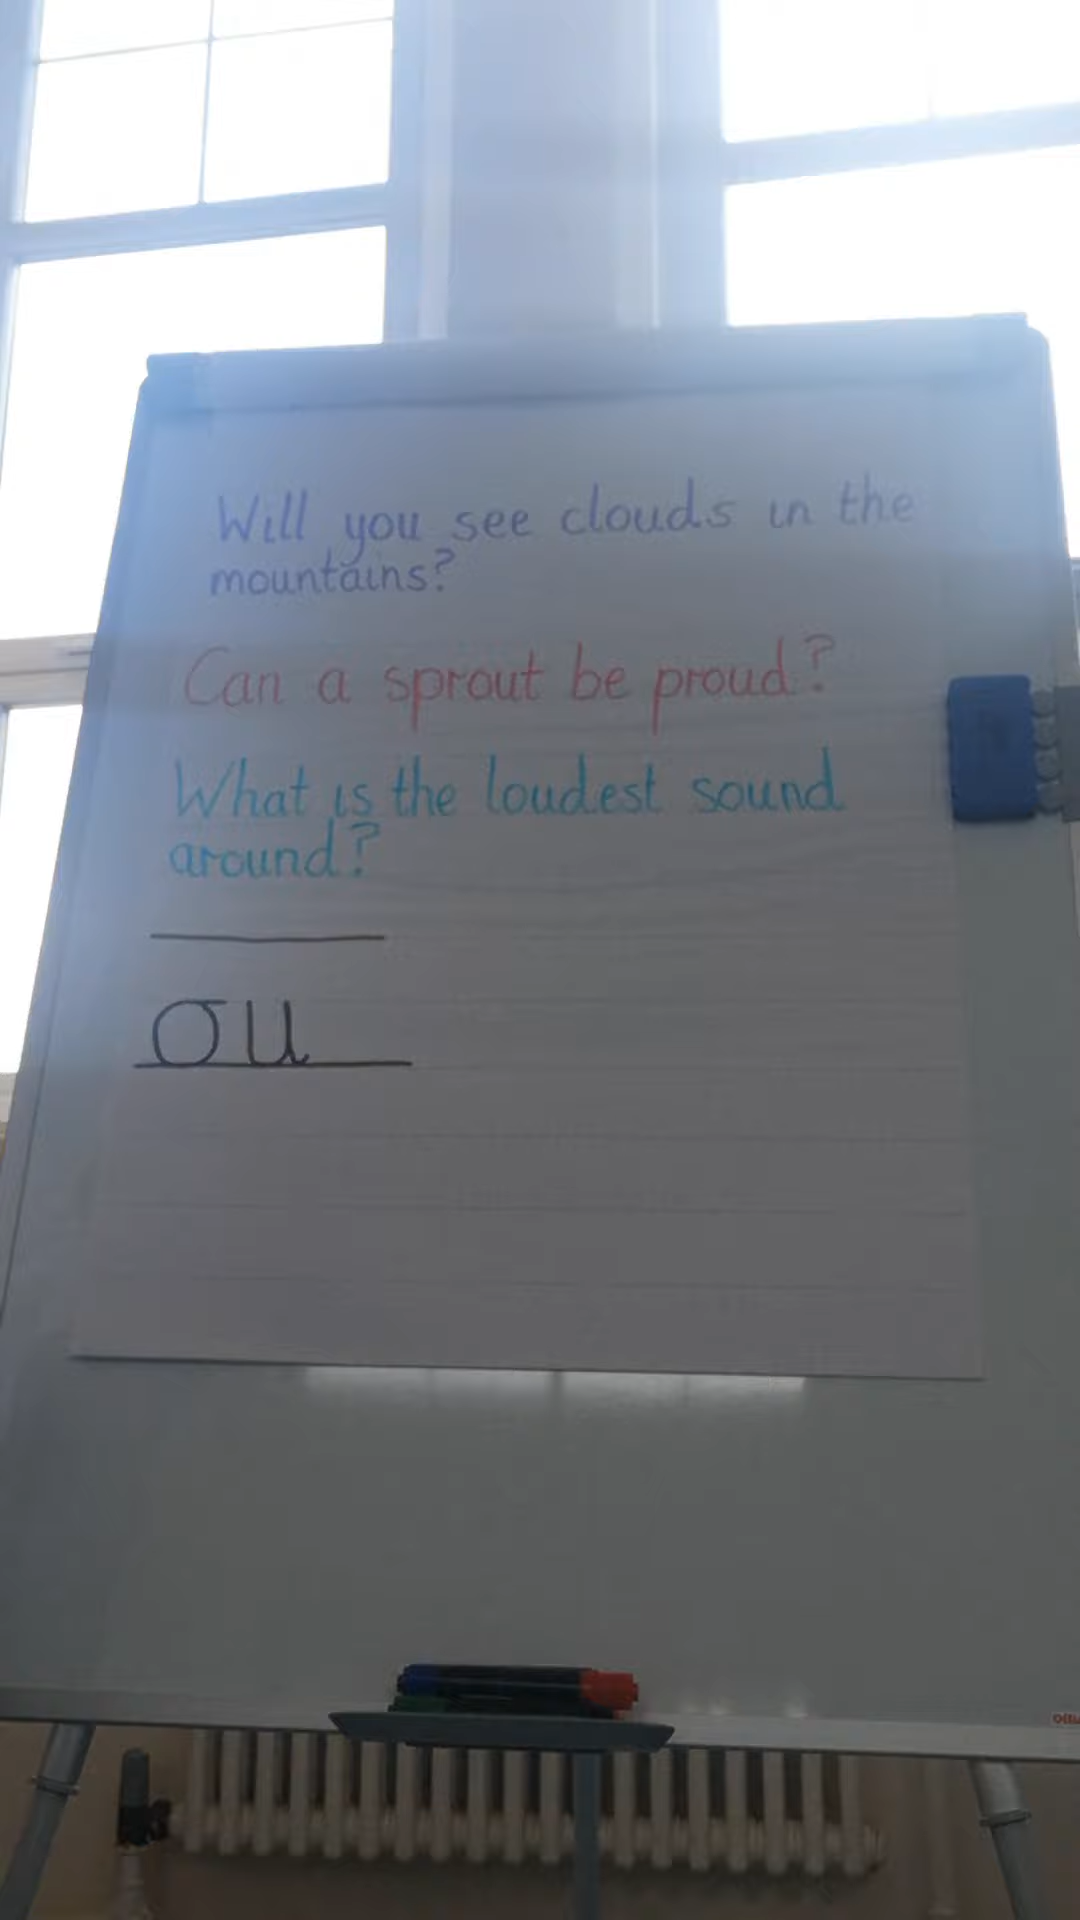 Will you see clouds in the
mountains?
Can a sprout be proud?
What is the loudest sound
around?
ou